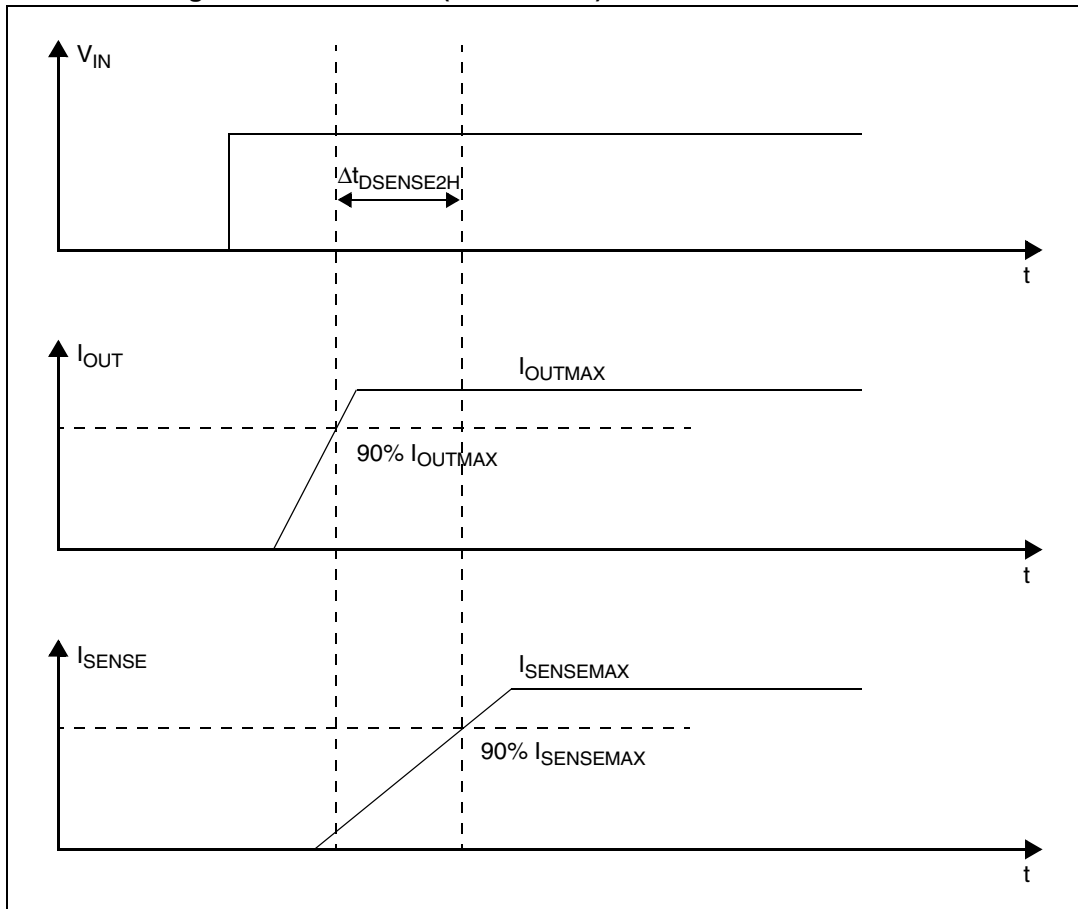 V_IN
Δt_DSENSE2H
t
I_OUT
I_OUTMAX
90% I_OUTMAX
t
I_SENSE
I_SENSEMAX
90% I_SENSEMAX
t